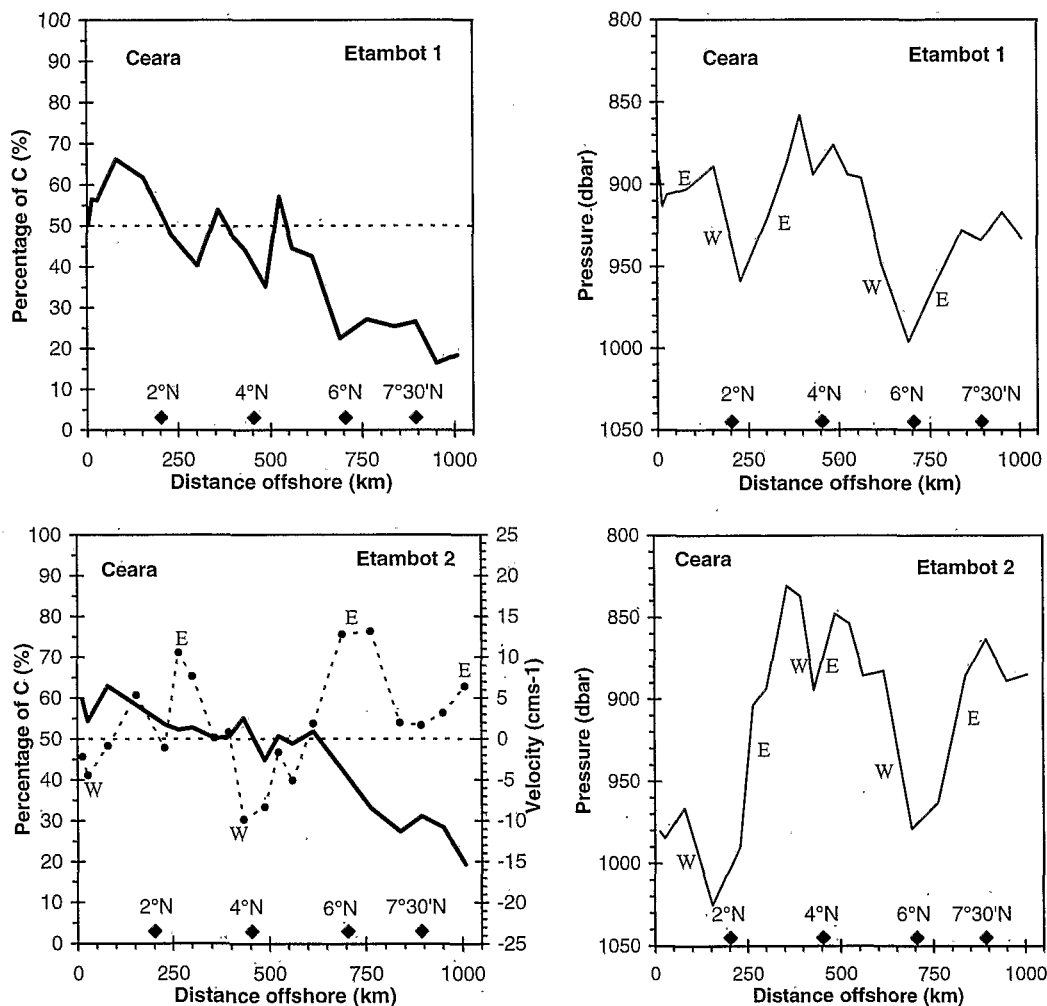 Ceara
Etambot 1
Percentage of C (%)
100
90
80
70
60
50
40
30
20
10
0
2°N
4°N
6°N
7°30'N
0
250
500
750
1000
Distance offshore (km)
Ceara
Etambot 1
Pressure (dbar)
800
850
900
950
1000
1050
E
W
E
W
E
2°N
4°N
6°N
7°30'N
0
250
500
750
1000
Distance offshore (km)
Ceara
Etambot 2
Percentage of C (%)
100
90
80
70
60
50
40
30
20
10
0
Velocity (cms-1)
25
20
15
10
5
0
-5
-10
-15
-20
-25
W
E
W
E
E
2°N
4°N
6°N
7°30'N
0
250
500
750
1000
Distance offshore (km)
Ceara
Etambot 2
Pressure (dbar)
800
850
900
950
1000
1050
W
E
W
E
W
E
2°N
4°N
6°N
7°30'N
0
250
500
750
1000
Distance offshore (km)